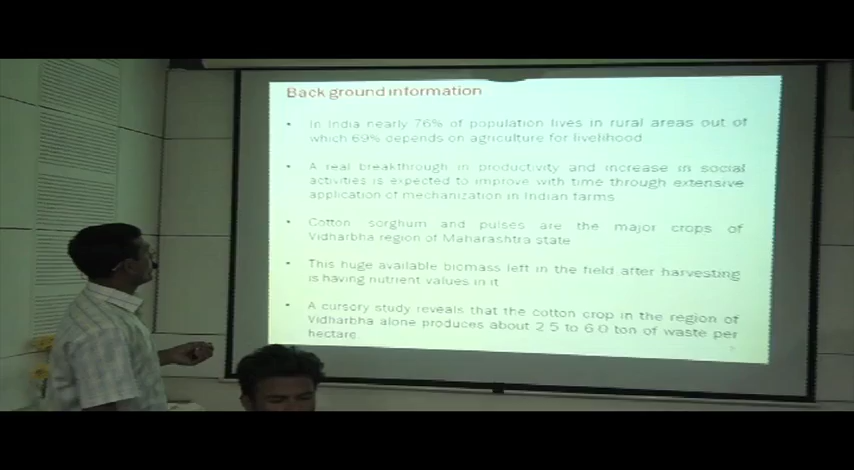 Back ground information
• In India nearly 76% of population lives in rural areas out of
which 69% depends on agriculture for livelihood
• A real breakthrough in productivity and increase in social
activities is expected to improve with time through extensive
application of mechanization in Indian farms
• Cotton sorghum and pulses are the major crops of
Vidharbha region of Maharashtra state
• This huge available biomass left in the field after harvesting
is having nutrient values in it
• A cursory study reveals that the cotton crop in the region of
Vidharbha alone produces about 2.5 to 6.0 ton of waste per
hectare